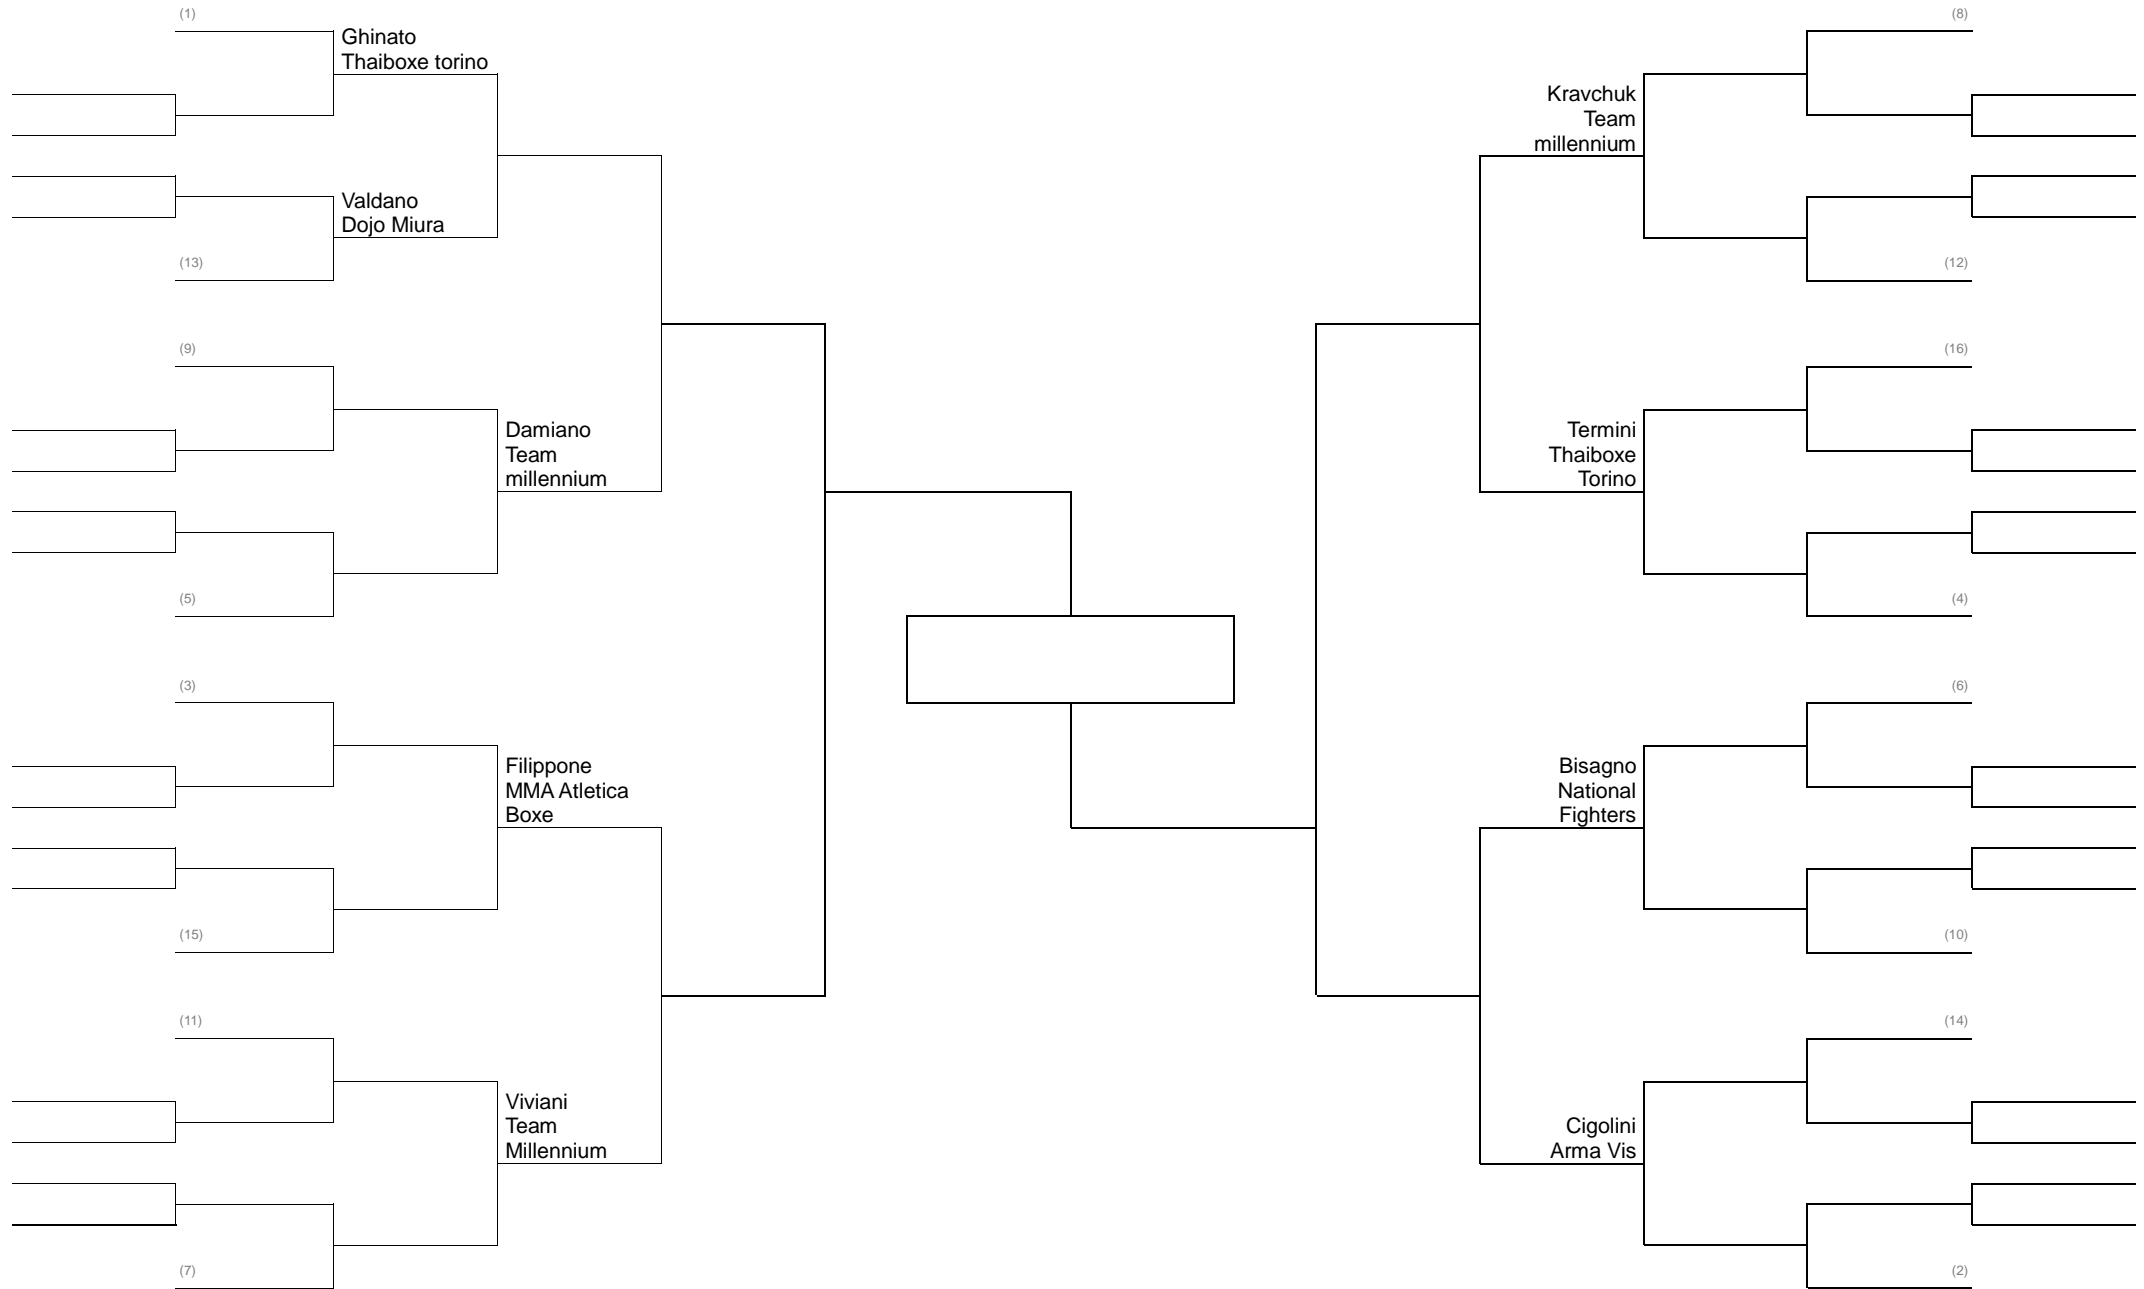 (1)
Ghinato
Thaiboxe torino
Valdano
Dojo Miura
(13)
(9)
Damiano
Team
millennium
(5)
(3)
Filippone
MMA Atletica
Boxe
(15)
(11)
Viviani
Team
Millennium
(7)
(8)
Kravchuk
Team
millennium
(12)
(16)
Termini
Thaiboxe
Torino
(4)
(6)
Bisagno
National
Fighters
(10)
(14)
Cigolini
Arma Vis
(2)